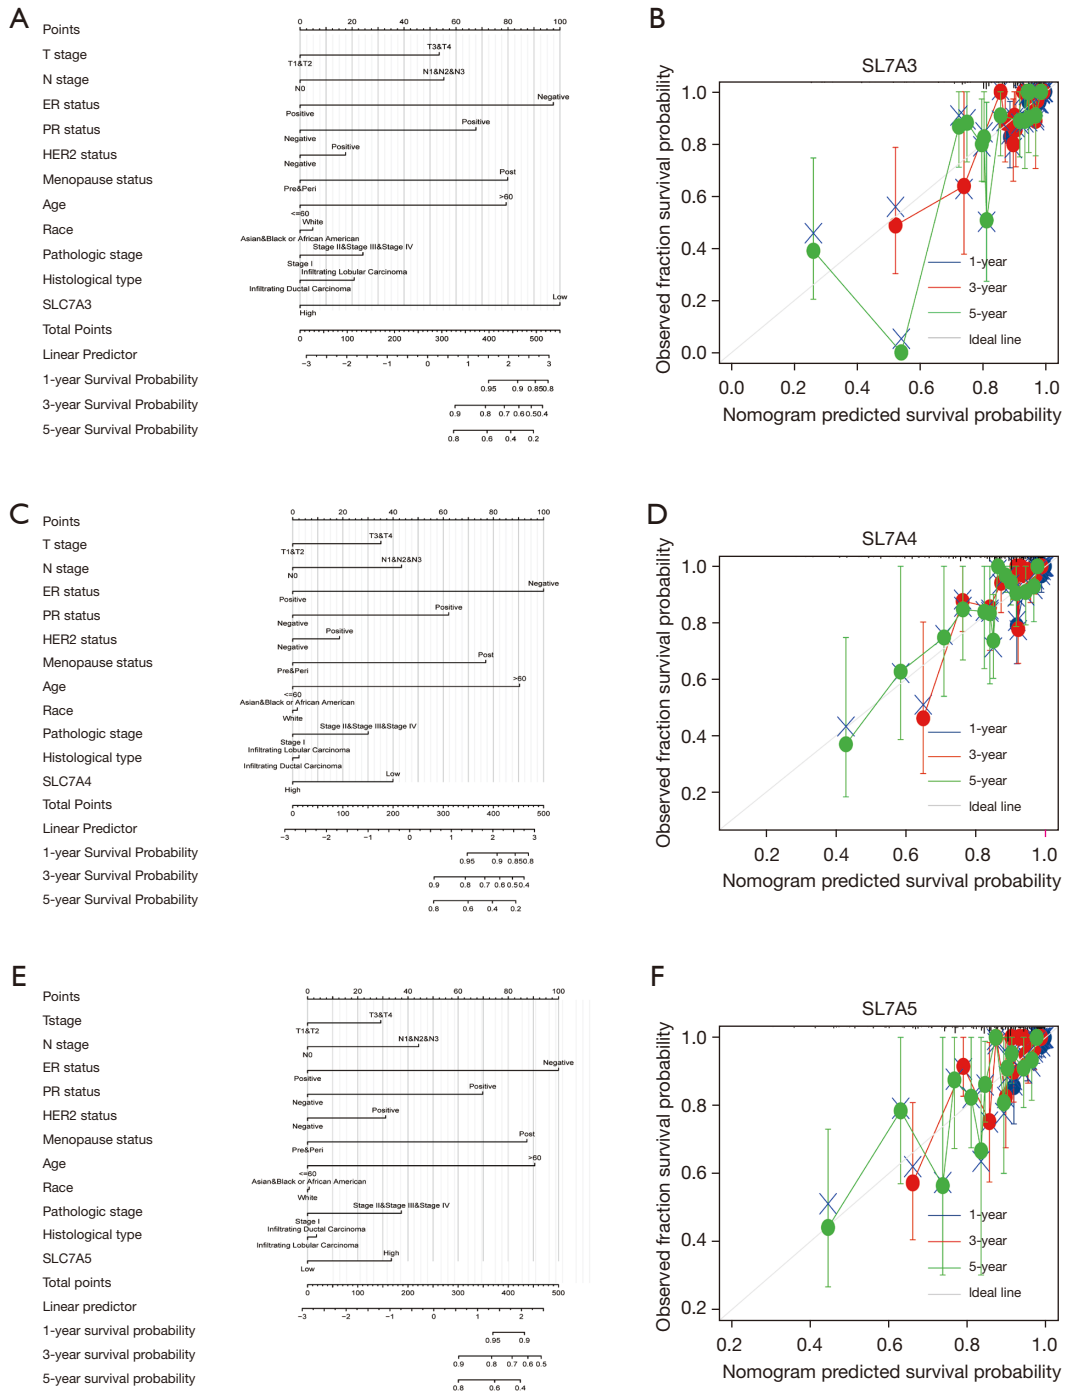 A
Points
0 20 40 60 80 100
T stage
T3&T4
T1&T2
N stage
N1&N2&N3
N0
ER status
Negative
Positive
PR status
Positive
Negative
HER2 status
Positive
Negative
Menopause status
Post
Pre&Peri
Age
>60
<=60
Race
White
Asian&Black or African American
Pathologic stage
Stage II&Stage III&Stage IV
Stage I
Histological type
Infiltrating Lobular Carcinoma
Infiltrating Ductal Carcinoma
SLC7A3
Low
High
Total Points
0 100 200 300 400 500
Linear Predictor
−3 −2 −1 0 1 2 3
1-year Survival Probability
0.95 0.9 0.85 0.8
3-year Survival Probability
0.9 0.8 0.7 0.6 0.5 0.4
5-year Survival Probability
0.8 0.6 0.4 0.2
B
SL7A3
Observed fraction survival probability
1.0
0.8
0.6
0.4
0.2
0.0
1-year
3-year
5-year
Ideal line
0.0 0.2 0.4 0.6 0.8 1.0
Nomogram predicted survival probability
C
Points
0 20 40 60 80 100
T stage
T3&T4
T1&T2
N stage
N1&N2&N3
N0
ER status
Negative
Positive
PR status
Positive
Negative
HER2 status
Positive
Negative
Menopause status
Post
Pre&Peri
Age
>60
<=60
Race
Asian&Black or African American
White
Pathologic stage
Stage II&Stage III&Stage IV
Stage I
Histological type
Infiltrating Lobular Carcinoma
Infiltrating Ductal Carcinoma
SLC7A4
Low
High
Total Points
0 100 200 300 400 500
Linear Predictor
−3 −2 −1 0 1 2 3
1-year Survival Probability
0.95 0.9 0.85 0.8
3-year Survival Probability
0.9 0.8 0.7 0.6 0.5 0.4
5-year Survival Probability
0.8 0.6 0.4 0.2
D
SL7A4
Observed fraction survival probability
1.0
0.8
0.6
0.4
0.2
1-year
3-year
5-year
Ideal line
0.2 0.4 0.6 0.8 1.0
Nomogram predicted survival probability
E
Points
0 20 40 60 80 100
Tstage
T3&T4
T1&T2
N stage
N1&N2&N3
N0
ER status
Negative
Positive
PR status
Positive
Negative
HER2 status
Positive
Negative
Menopause status
Post
Pre&Peri
Age
>60
<=60
Race
Asian&Black or African American
White
Pathologic stage
Stage II&Stage III&Stage IV
Stage I
Histological type
Infiltrating Ductal Carcinoma
Infiltrating Lobular Carcinoma
SLC7A5
High
Low
Total points
0 100 200 300 400 500
Linear predictor
−3 −2 −1 0 1 2
1-year survival probability
0.95 0.9
3-year survival probability
0.9 0.8 0.7 0.6 0.5
5-year survival probability
0.8 0.6 0.4
F
SL7A5
Observed fraction survival probability
1.0
0.8
0.6
0.4
0.2
1-year
3-year
5-year
Ideal line
0.2 0.4 0.6 0.8 1.0
Nomogram predicted survival probability